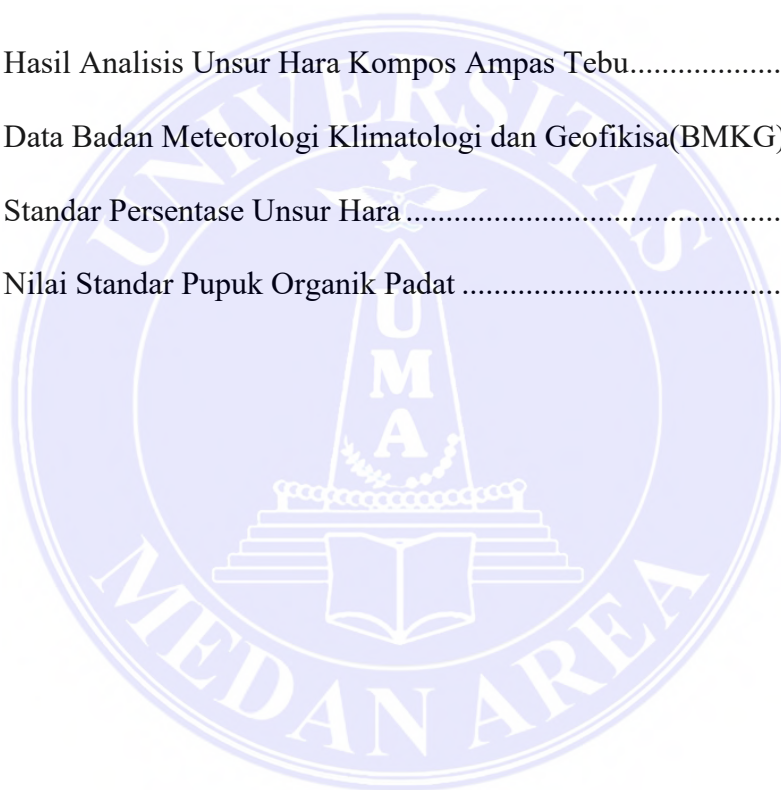 Hasil Analisis Unsur Hara Kompos Ampas Tebu...................
Data Badan Meteorologi Klimatologi dan Geofikisa(BMKG)
Standar Persentase Unsur Hara ................................................
Nilai Standar Pupuk Organik Padat .........................................
UNIVERSITAS
UMA
MEDAN AREA